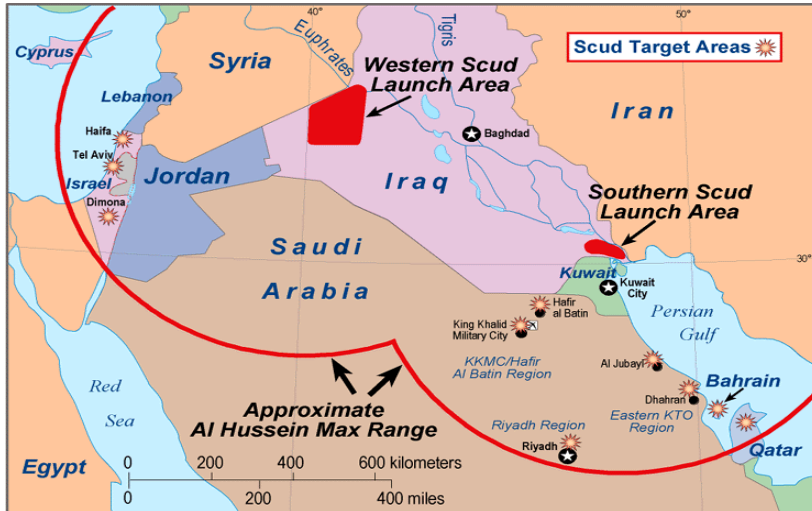 40°
50°
Cyprus
Syria
Euphrates
Tigris
Scud Target Areas
Western Scud
Launch Area
Iran
Lebanon
Haifa
Baghdad
Tel Aviv
Israel
Jordan
Iraq
Dimona
Southern Scud
Launch Area
Saudi
Arabia
30°
Kuwait
Kuwait
City
Persian
Gulf
Hafir
al Batin
King Khalid
Military City
KKMC/Hafir
Al Batin Region
Al Jubayl
Bahrain
Dhahran
Red
Sea
Approximate
Al Hussein Max Range
Riyadh Region
Eastern KTO
Region
Riyadh
Qatar
Egypt
0 200 400 600 kilometers
0 200 400 miles